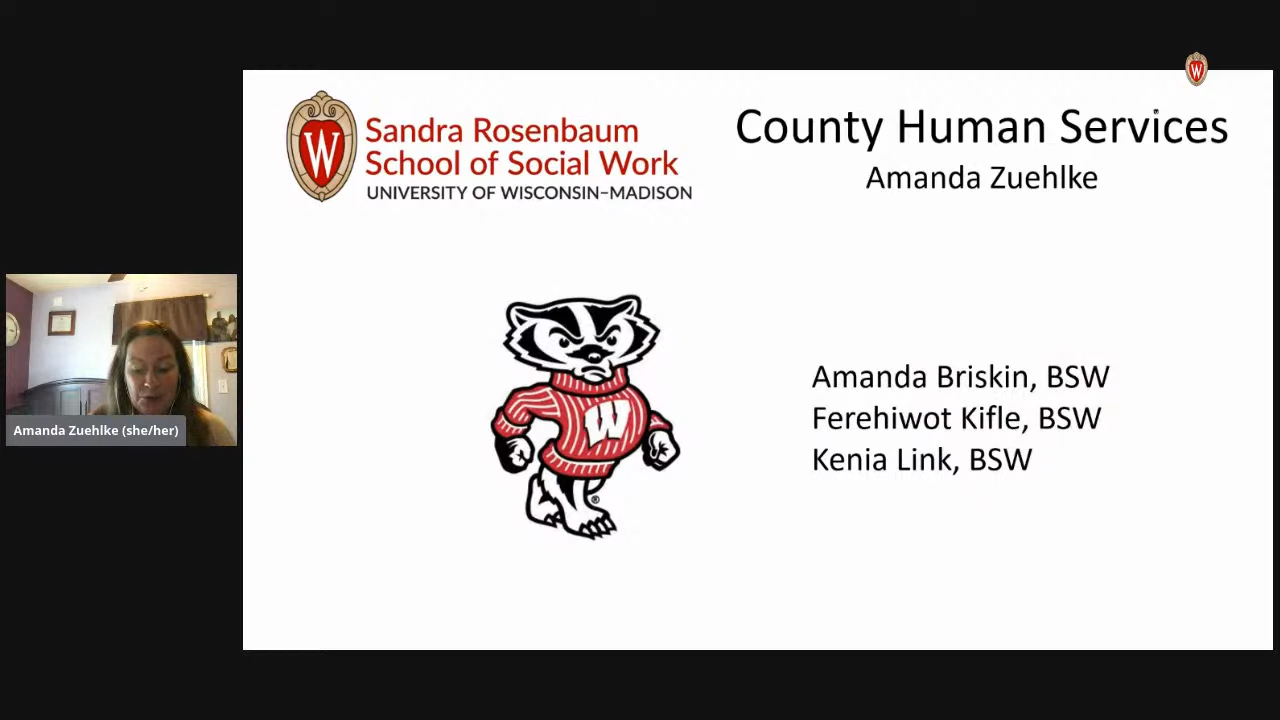 W
W
Sandra Rosenbaum
School of Social Work
UNIVERSITY OF WISCONSIN–MADISON
County Human Services
Amanda Zuehlke
W
®
Amanda Briskin, BSW
Ferehiwot Kifle, BSW
Kenia Link, BSW
Amanda Zuehlke (she/her)